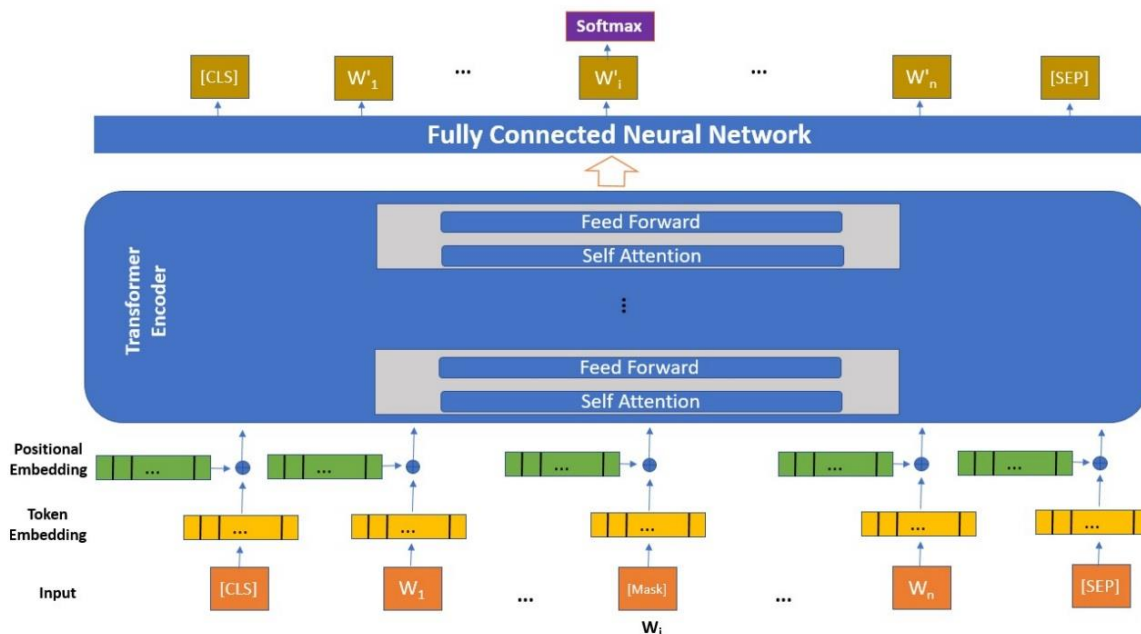 Softmax
[CLS] W'1 ... W'i ... W'n [SEP]
Fully Connected Neural Network
Transformer Encoder
Feed Forward
Self Attention
...
Feed Forward
Self Attention
Positional Embedding
... ... ... ... ...
Token Embedding
... ... ... ... ...
Input [CLS] W1 ... [Mask] ... Wn [SEP]
Wi